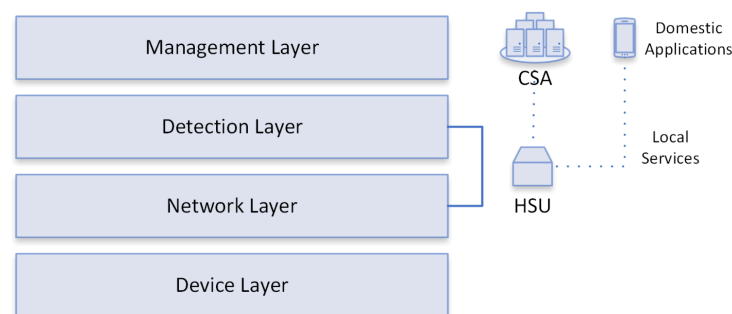 Management Layer
Detection Layer
Network Layer
Device Layer
CSA
HSU
Domestic
Applications
Local
Services